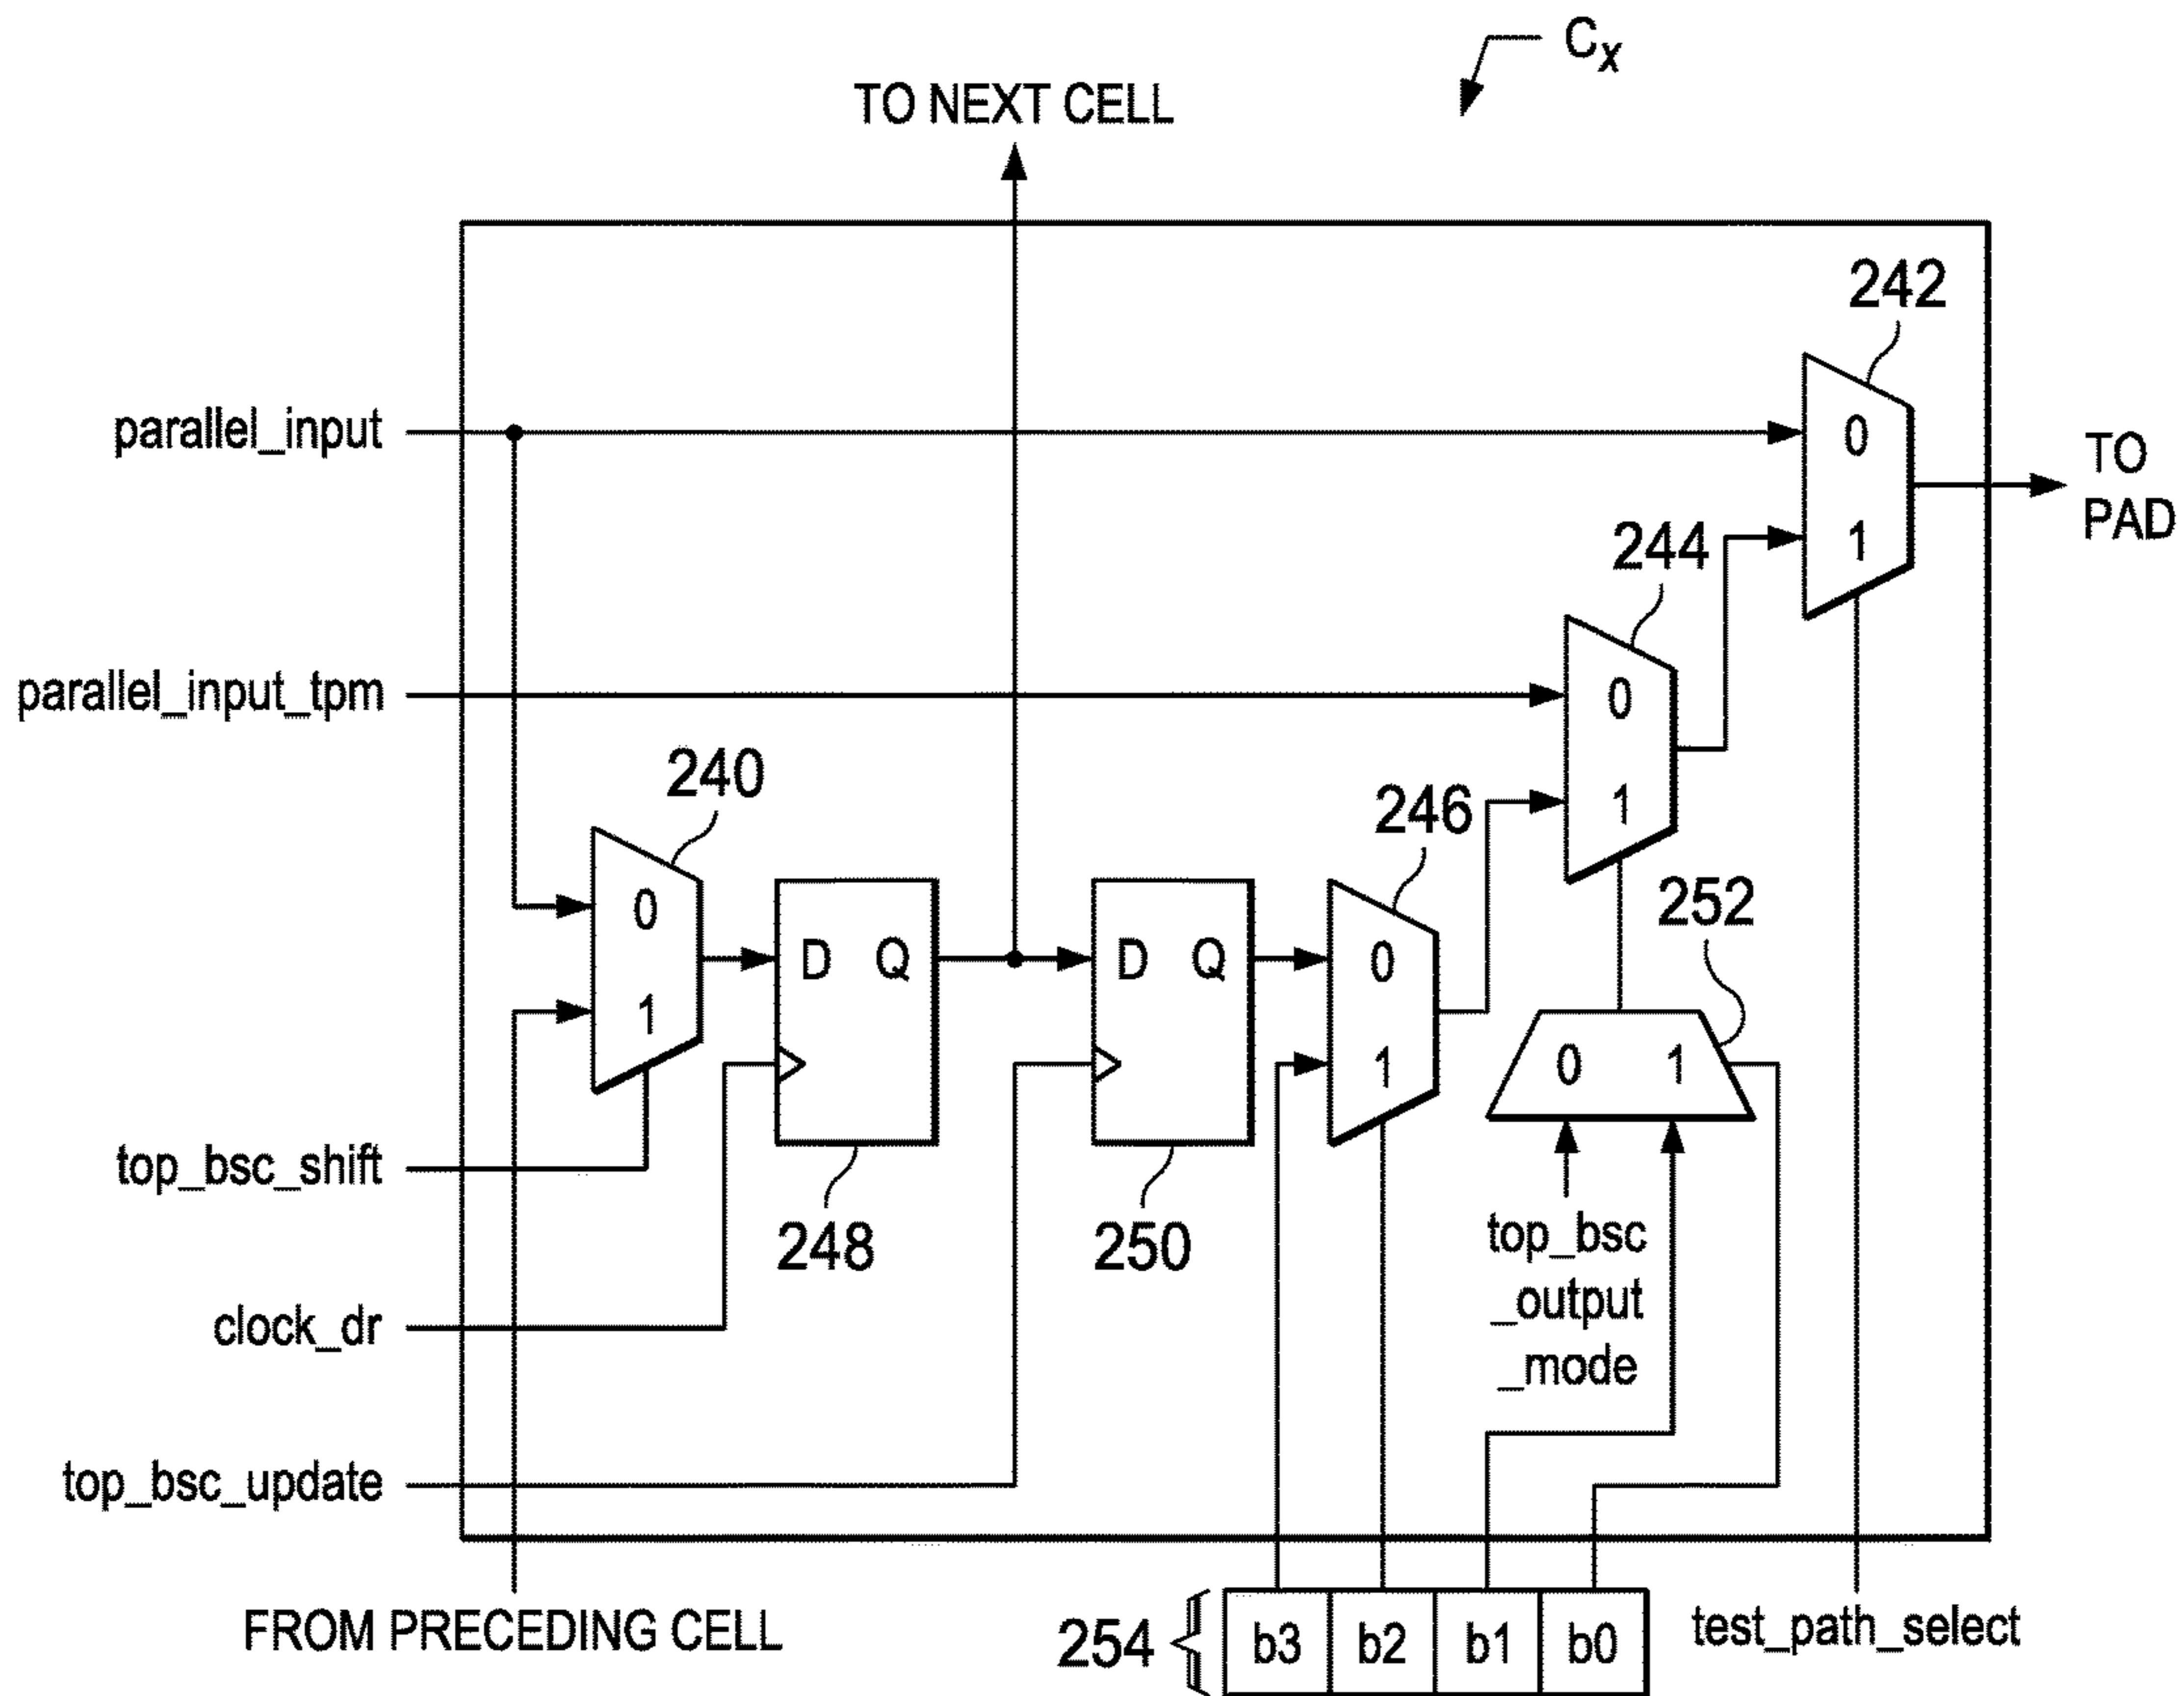 Cx
TO NEXT CELL
242
parallel_input
0
TO
PAD
1
244
parallel_input_tpm
0
240
246
1
252
0
D Q
D Q
0
1
1
0 1
top_bsc_shift
248
250
top_bsc
_output
_mode
clock_dr
top_bsc_update
FROM PRECEDING CELL
254
b3 b2 b1 b0
test_path_select